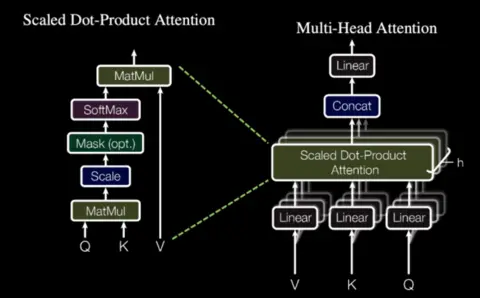 Scaled Dot-Product Attention
MatMul
SoftMax
Mask (opt.)
Scale
MatMul
Q K V
Multi-Head Attention
Linear
Concat
Scaled Dot-Product
Attention
h
Linear Linear Linear
V K Q